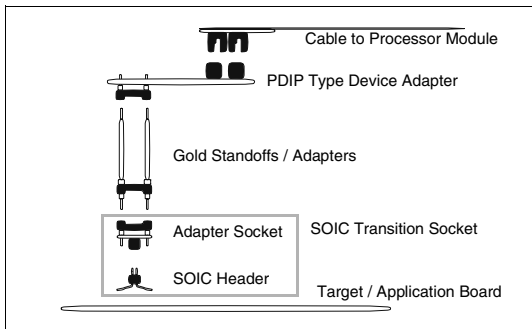 Cable to Processor Module
PDIP Type Device Adapter
Gold Standoffs / Adapters
Adapter Socket
SOIC Transition Socket
SOIC Header
Target / Application Board